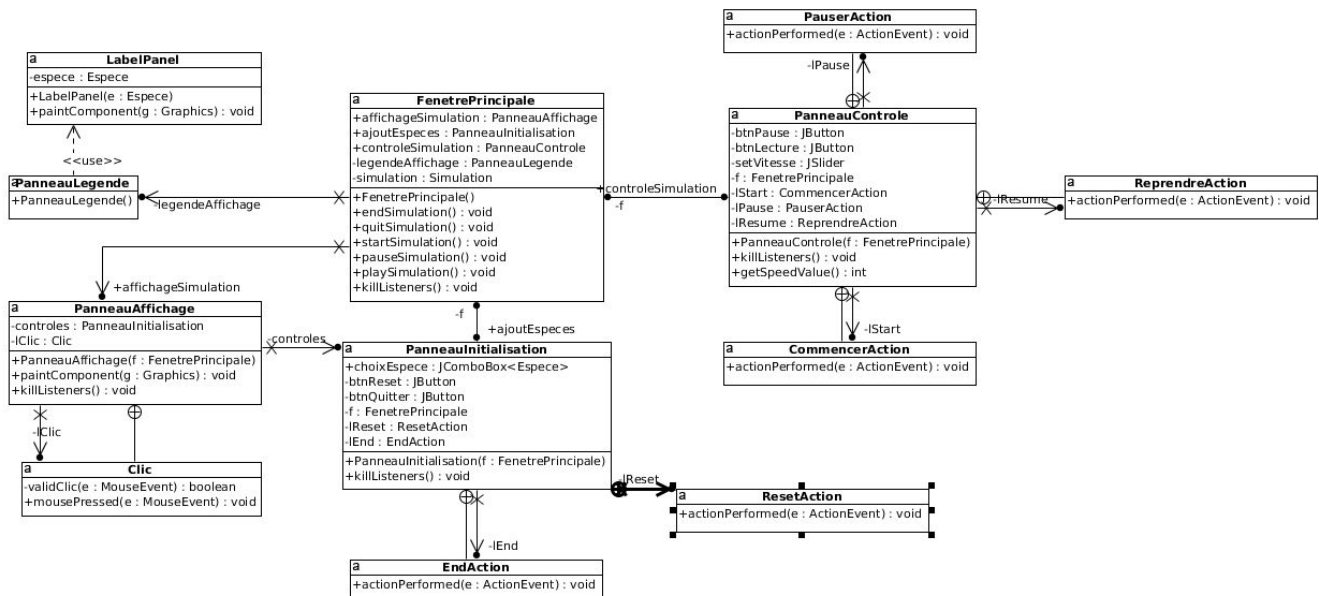 a
PauserAction
+actionPerformed(e : ActionEvent) : void
-lPause
a
LabelPanel
-espece : Espece
+LabelPanel(e : Espece)
+paintComponent(g : Graphics) : void
<<use>>
a
PanneauLegende
+PanneauLegende()
-legendeAffichage
a
FenetrePrincipale
+affichageSimulation : PanneauAffichage
+ajoutEspeces : PanneauInitialisation
+controleSimulation : PanneauControle
-legendeAffichage : PanneauLegende
-simulation : Simulation
+FenetrePrincipale()
+endSimulation() : void
+quitSimulation() : void
+startSimulation() : void
+pauseSimulation() : void
+playSimulation() : void
+killListeners() : void
+controleSimulation
-f
a
PanneauControle
-btnPause : JButton
-btnLecture : JButton
-setVitesse : JSlider
-f : FenetrePrincipale
-lStart : CommencerAction
-lPause : PauserAction
-lResume : ReprendreAction
+PanneauControle(f : FenetrePrincipale)
+killListeners() : void
+getSpeedValue() : int
-lResume
a
ReprendreAction
+actionPerformed(e : ActionEvent) : void
-lStart
a
CommencerAction
+actionPerformed(e : ActionEvent) : void
+affichageSimulation
a
PanneauAffichage
-controles : PanneauInitialisation
-lClic : Clic
+PanneauAffichage(f : FenetrePrincipale)
+paintComponent(g : Graphics) : void
+killListeners() : void
-controles
-f
+ajoutEspeces
a
PanneauInitialisation
+choixEspece : JComboBox<Espece>
-btnReset : JButton
-btnQuitter : JButton
-f : FenetrePrincipale
-lReset : ResetAction
-lEnd : EndAction
+PanneauInitialisation(f : FenetrePrincipale)
+killListeners() : void
-lClic
a
Clic
-validClic(e : MouseEvent) : boolean
+mousePressed(e : MouseEvent) : void
-lReset
a
ResetAction
+actionPerformed(e : ActionEvent) : void
-lEnd
a
EndAction
+actionPerformed(e : ActionEvent) : void